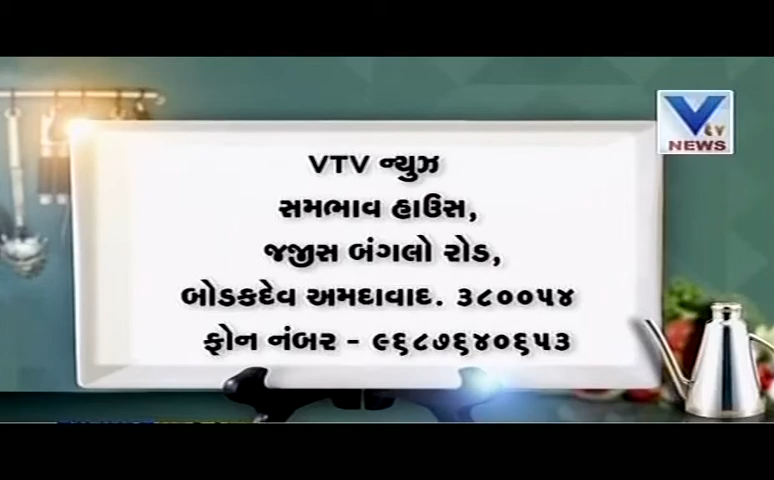 VTV ન્યુઝ
સમભાવ હાઉસ,
જજીસ બંગલો રોડ,
બોડકદેવ અમદાવાદ. ૩૮૦૦૫૪
ફોન નંબર - ૯૬૮૭૬૪૦૬૫૩
Vtv
NEWS